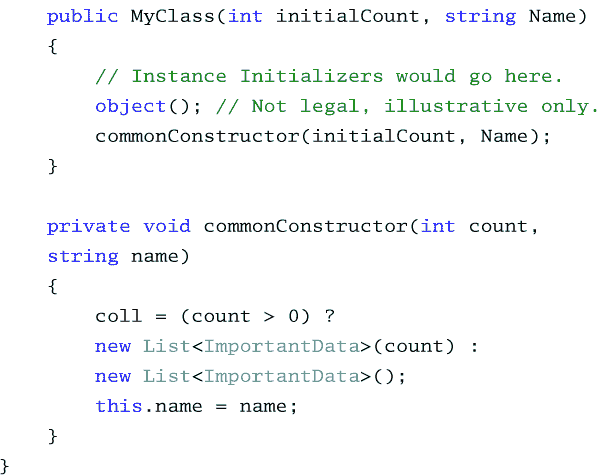 public MyClass(int initialCount, string Name)
{
// Instance Initializers would go here.
object(); // Not legal, illustrative only.
commonConstructor(initialCount, Name);
}
private void commonConstructor(int count,
string name)
{
coll = (count > 0) ?
new List<ImportantData>(count) :
new List<ImportantData>();
this.name = name;
}
}